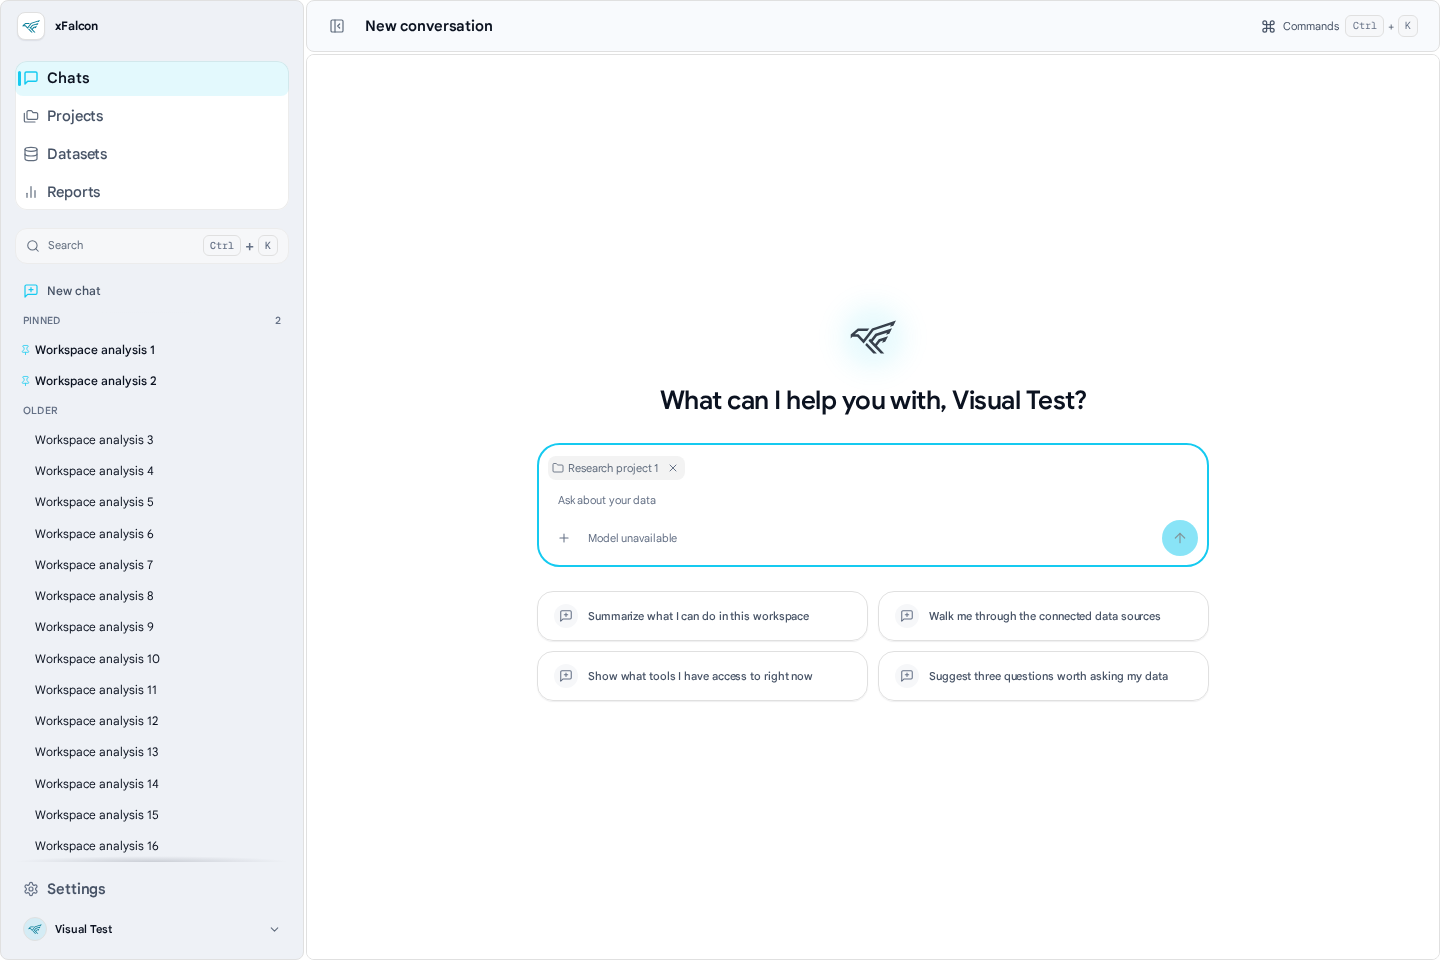 xFalcon
New conversation
Commands Ctrl + K
Chats
Projects
Datasets
Reports
Search Ctrl + K
New chat
PINNED 2
Workspace analysis 1
Workspace analysis 2
OLDER
Workspace analysis 3
Workspace analysis 4
Workspace analysis 5
Workspace analysis 6
Workspace analysis 7
Workspace analysis 8
Workspace analysis 9
Workspace analysis 10
Workspace analysis 11
Workspace analysis 12
Workspace analysis 13
Workspace analysis 14
Workspace analysis 15
Workspace analysis 16
Settings
Visual Test
What can I help you with, Visual Test?
Research project 1
Ask about your data
Model unavailable
Summarize what I can do in this workspace
Walk me through the connected data sources
Show what tools I have access to right now
Suggest three questions worth asking my data